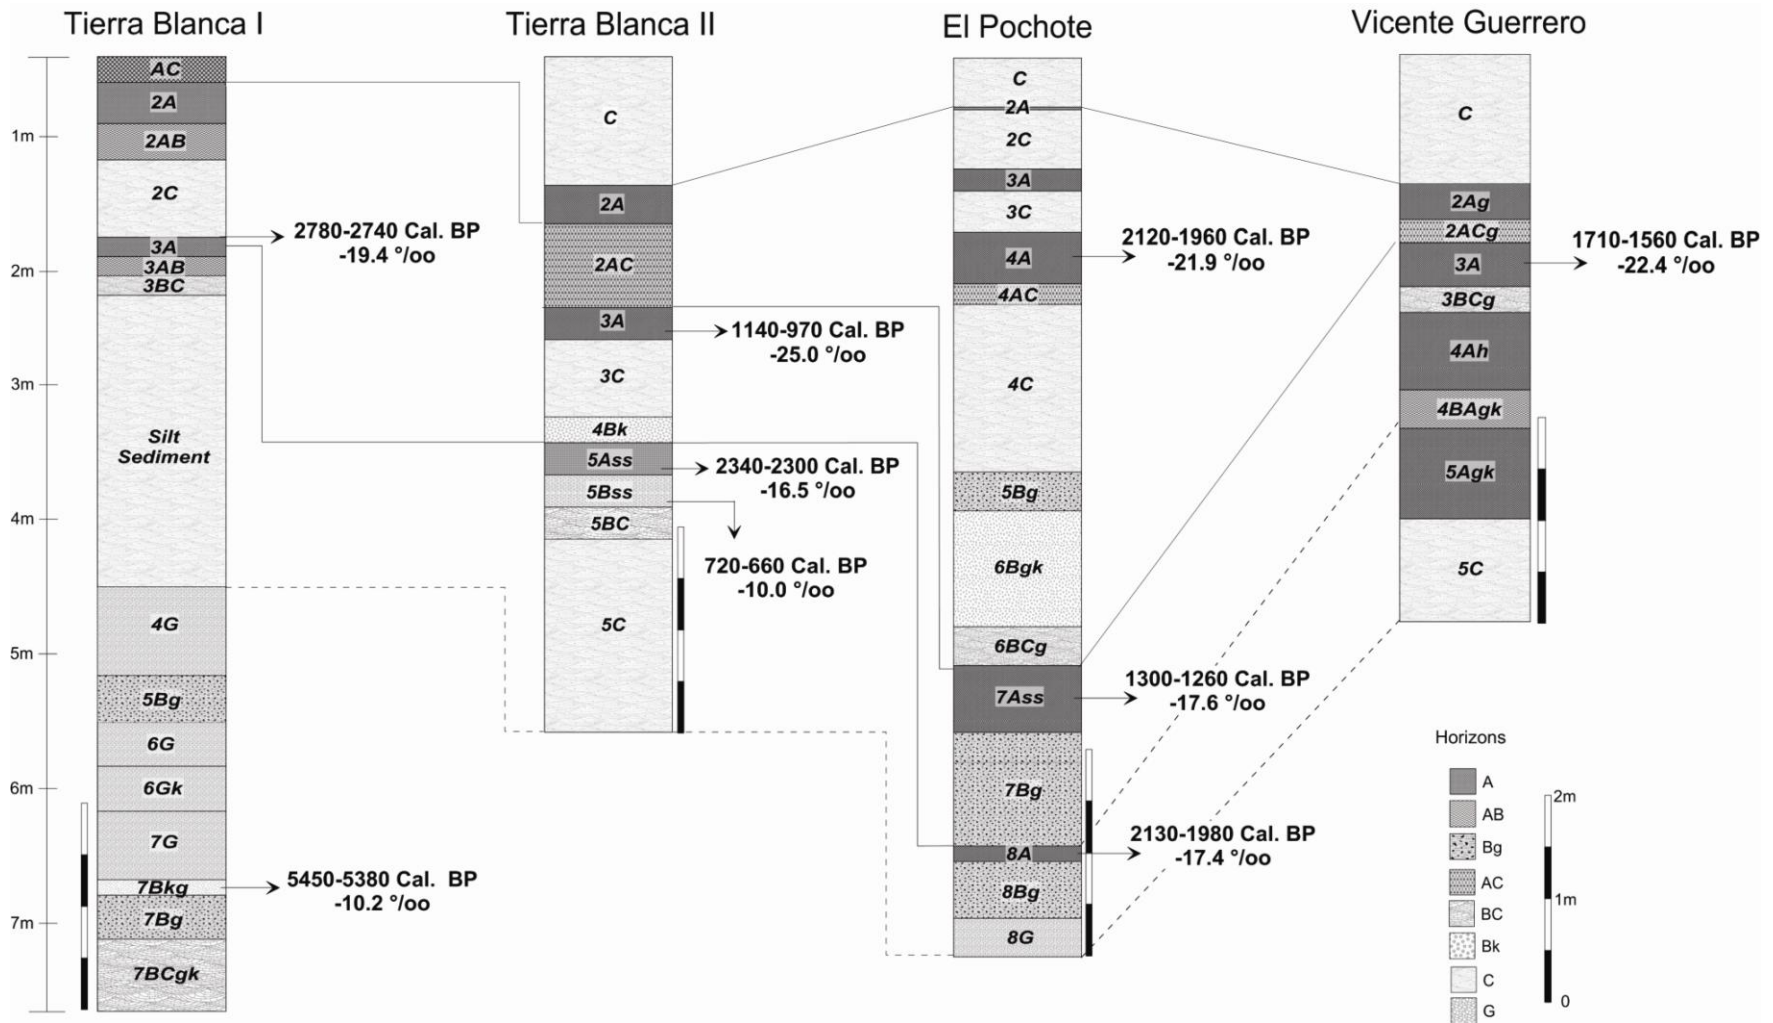 Tierra Blanca I
Tierra Blanca II
El Pochote
Vicente Guerrero
1m
2m
3m
4m
5m
6m
7m
AC
2A
2AB
2C
3A
3AB
3BC
Silt
Sediment
4G
5Bg
6G
6Gk
7G
7Bkg
7Bg
7BCgk
2780-2740 Cal. BP
-19.4 °/oo
5450-5380 Cal. BP
-10.2 °/oo
C
2A
2AC
3A
3C
4Bk
5Ass
5Bss
5BC
5C
1140-970 Cal. BP
-25.0 °/oo
2340-2300 Cal. BP
-16.5 °/oo
720-660 Cal. BP
-10.0 °/oo
C
2A
2C
3A
3C
4A
4AC
4C
5Bg
6Bgk
6BCg
7Ass
7Bg
8A
8Bg
8G
2120-1960 Cal. BP
-21.9 °/oo
1300-1260 Cal. BP
-17.6 °/oo
2130-1980 Cal. BP
-17.4 °/oo
C
2Ag
2ACg
3A
3BCg
4Ah
4BAgk
5Agk
5C
1710-1560 Cal. BP
-22.4 °/oo
Horizons
A
AB
Bg
AC
BC
Bk
C
G
2m
1m
0